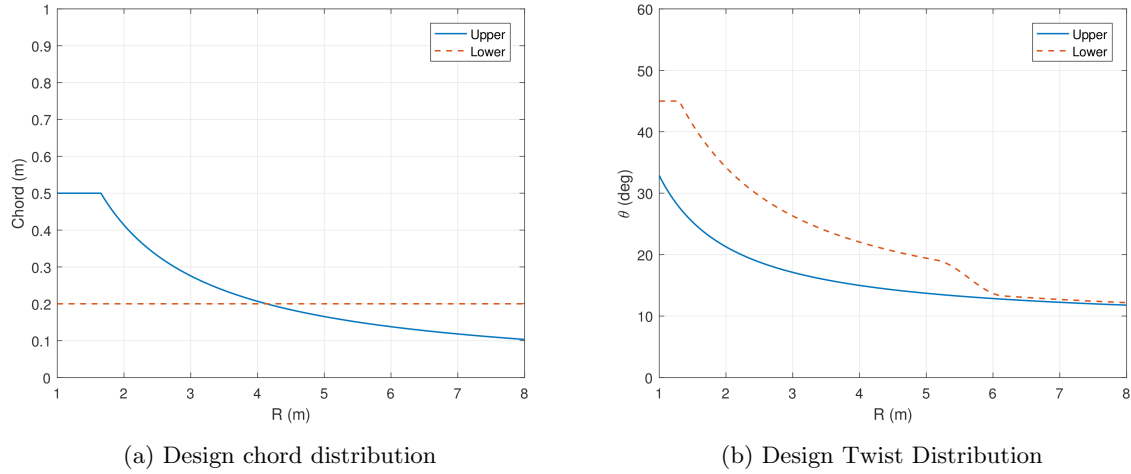 1
0.9
0.8
0.7
0.6
0.5
0.4
0.3
0.2
0.1
0
Chord (m)
1 2 3 4 5 6 7 8
R (m)
Upper
Lower
(a) Design chord distribution
60
50
40
30
20
10
0
θ (deg)
1 2 3 4 5 6 7 8
R (m)
Upper
Lower
(b) Design Twist Distribution